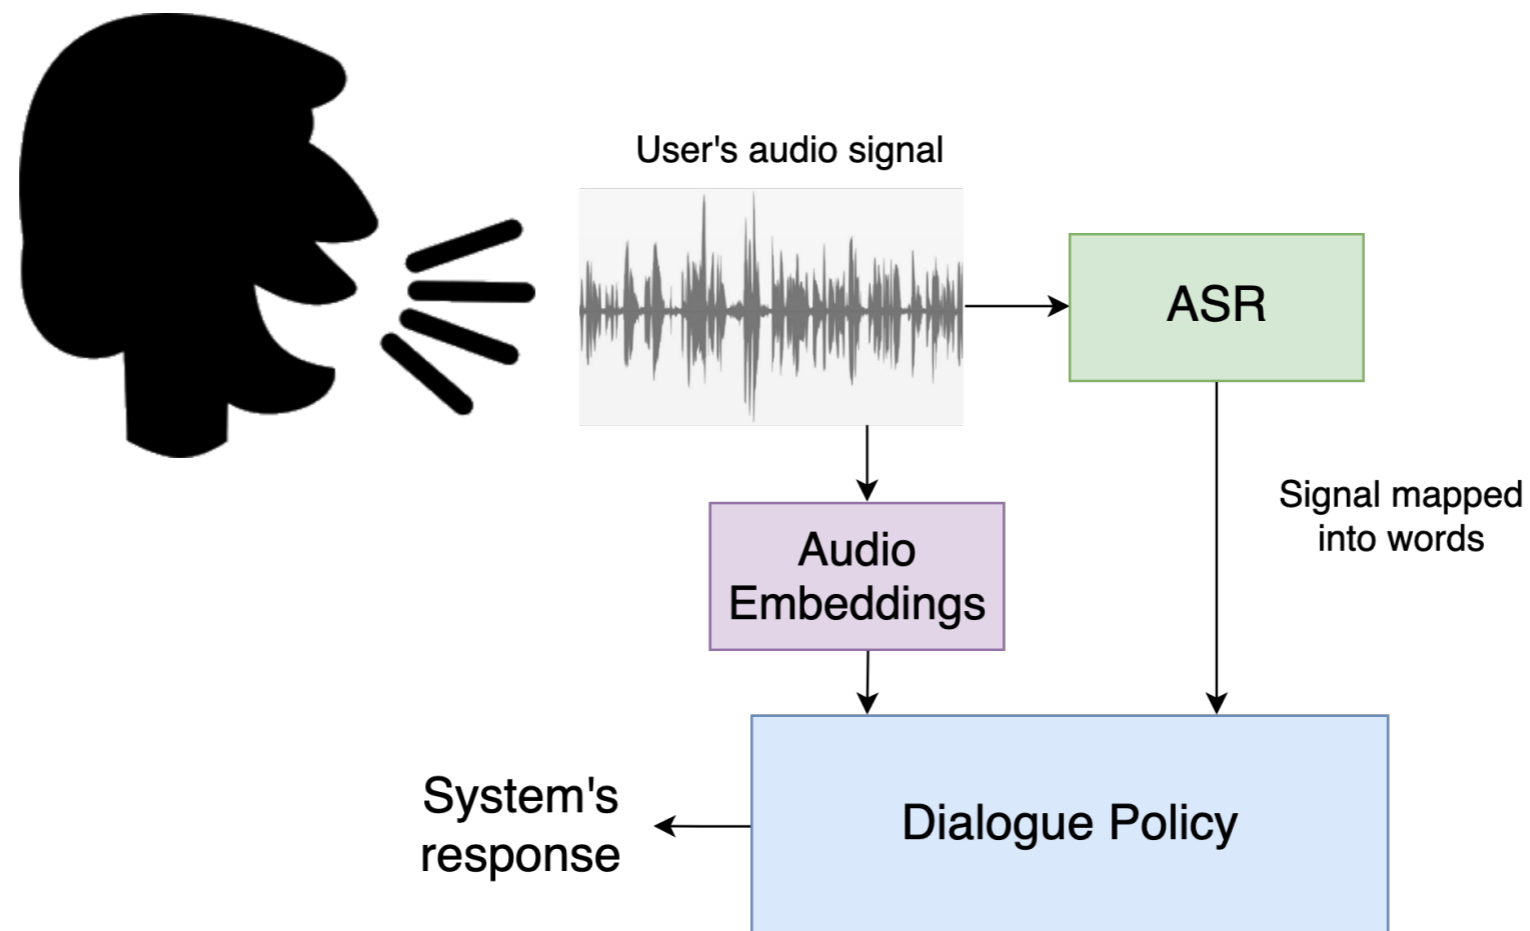 User's audio signal
ASR
Signal mapped
into words
Audio
Embeddings
System's
response
Dialogue Policy